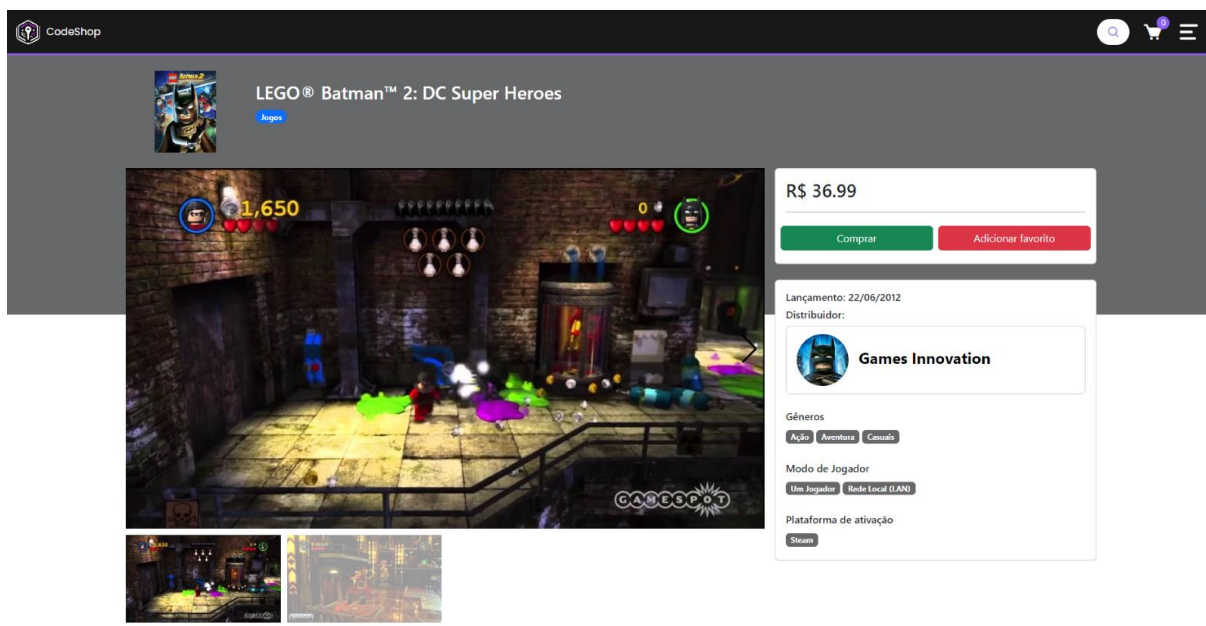 CodeShop
0
LEGO® Batman™ 2: DC Super Heroes
Jogos
1,650
0
GAMESPOT
R$ 36.99
Comprar
Adicionar favorito
Lançamento: 22/06/2012
Distribuidor:
Games Innovation
Gêneros
Ação Aventura Casuais
Modo de Jogador
Um Jogador Rede Local (LAN)
Plataforma de ativação
Steam